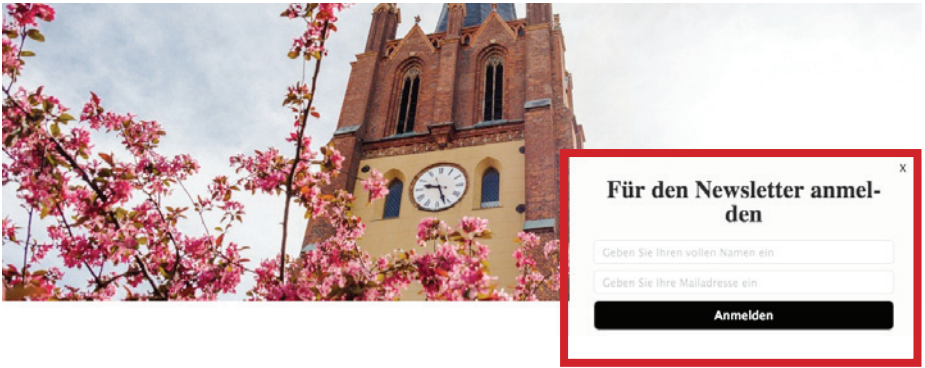 X
Für den Newsletter anmel-
den
Geben Sie Ihren vollen Namen ein
Geben Sie Ihre Mailadresse ein
Anmelden